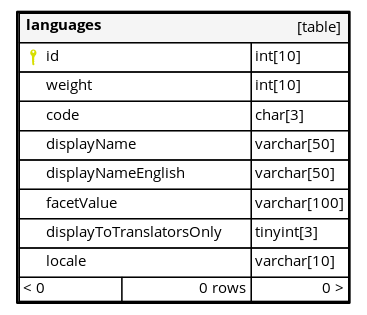 languages [table]
id int[10]
weight int[10]
code char[3]
displayName varchar[50]
displayNameEnglish varchar[50]
facetValue varchar[100]
displayToTranslatorsOnly tinyint[3]
locale varchar[10]
< 0 0 rows 0 >